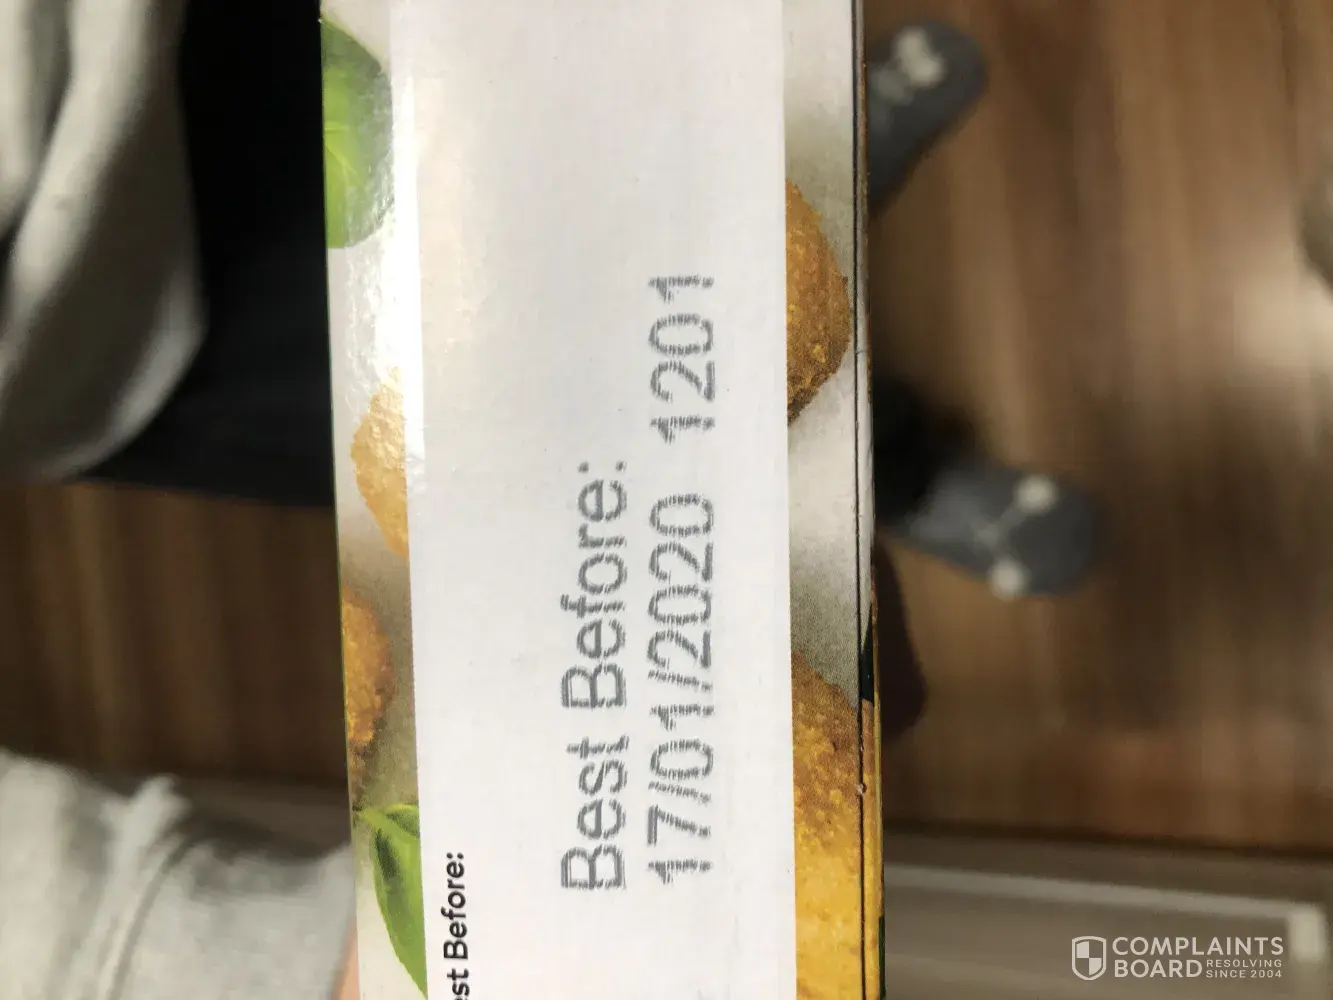 Best Before:
17/01/2020 1201
est Before:
COMPLAINTS
BOARD RESOLVING
SINCE 2004